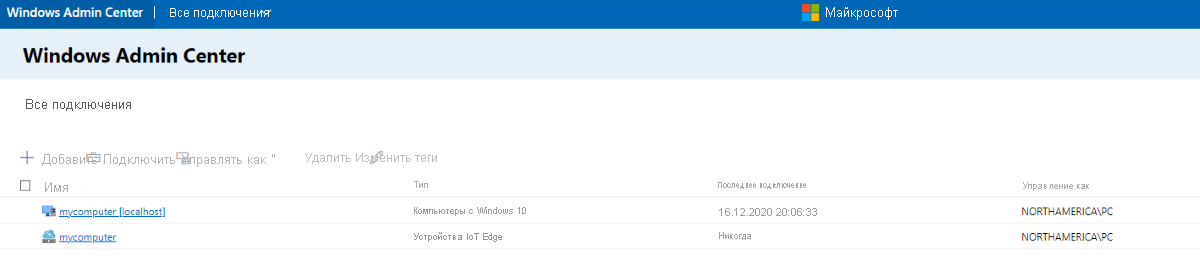 Windows Admin Center | Все подключения Майкрософт
Windows Admin Center
Все подключения
Добавить Подключить Управлять как " Удалить Изменить теги
Имя Тип Последнее подключение Управление как
mycomputer [localhost] Компьютеры с Windows 10 16.12.2020 20:06:33 NORTHAMERICA\PC
mycomputer Устройства IoT Edge Никогда NORTHAMERICA\PC